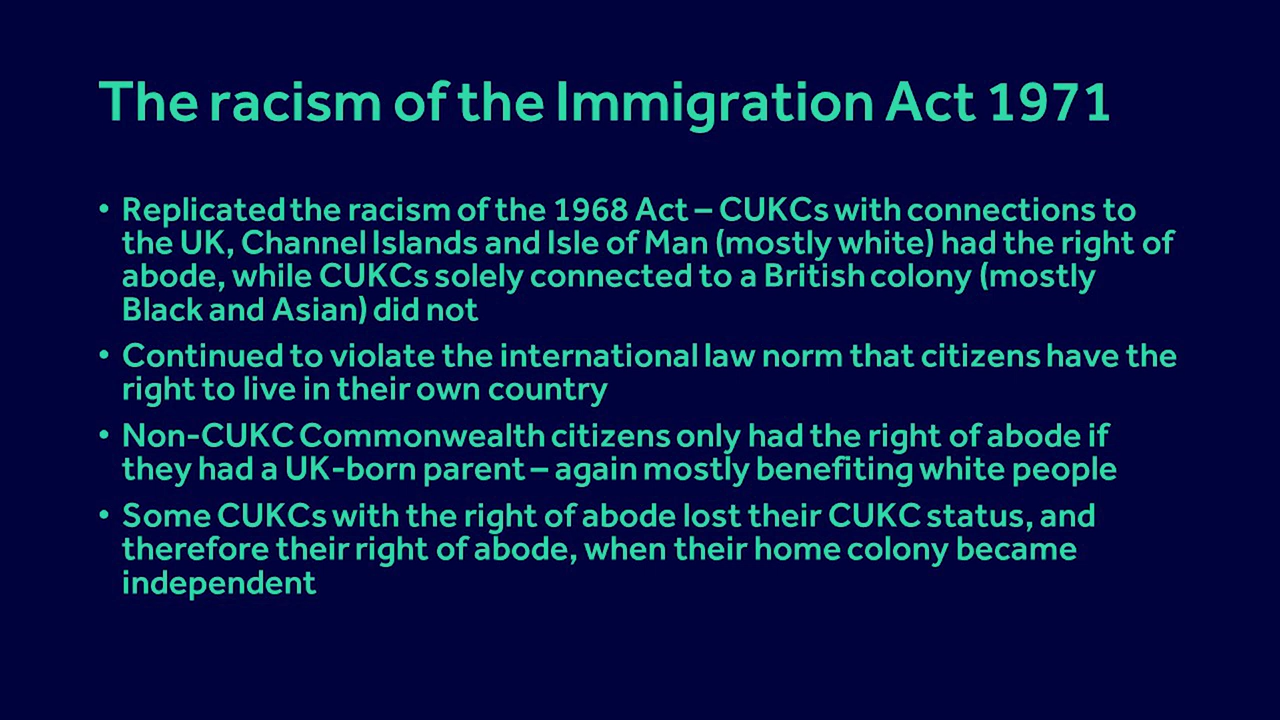 The racism of the Immigration Act 1971
• Replicated the racism of the 1968 Act – CUKCs with connections to
the UK, Channel Islands and Isle of Man (mostly white) had the right of
abode, while CUKCs solely connected to a British colony (mostly
Black and Asian) did not
• Continued to violate the international law norm that citizens have the
right to live in their own country
• Non-CUKC Commonwealth citizens only had the right of abode if
they had a UK-born parent – again mostly benefiting white people
• Some CUKCs with the right of abode lost their CUKC status, and
therefore their right of abode, when their home colony became
independent